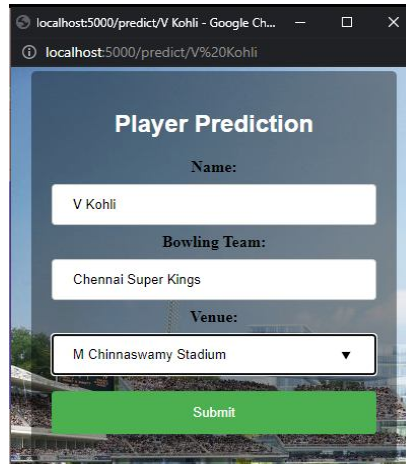 localhost:5000/predict/V Kohli - Google Ch...
localhost:5000/predict/V%20Kohli
Player Prediction
Name:
V Kohli
Bowling Team:
Chennai Super Kings
Venue:
M Chinnaswamy Stadium
Submit